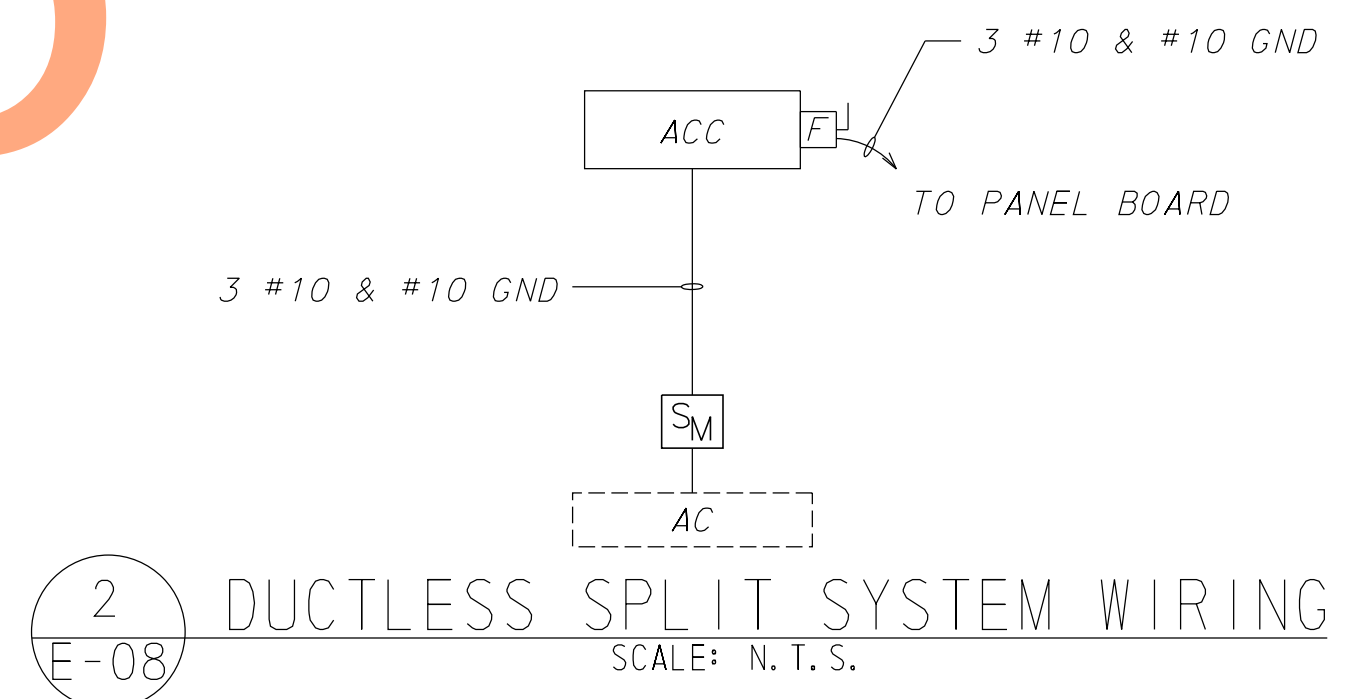 3 #10 & #10 GND
ACC
F
TO PANEL BOARD
3 #10 & #10 GND
SM
AC
2
E-08
DUCTLESS SPLIT SYSTEM WIRING
SCALE: N.T.S.